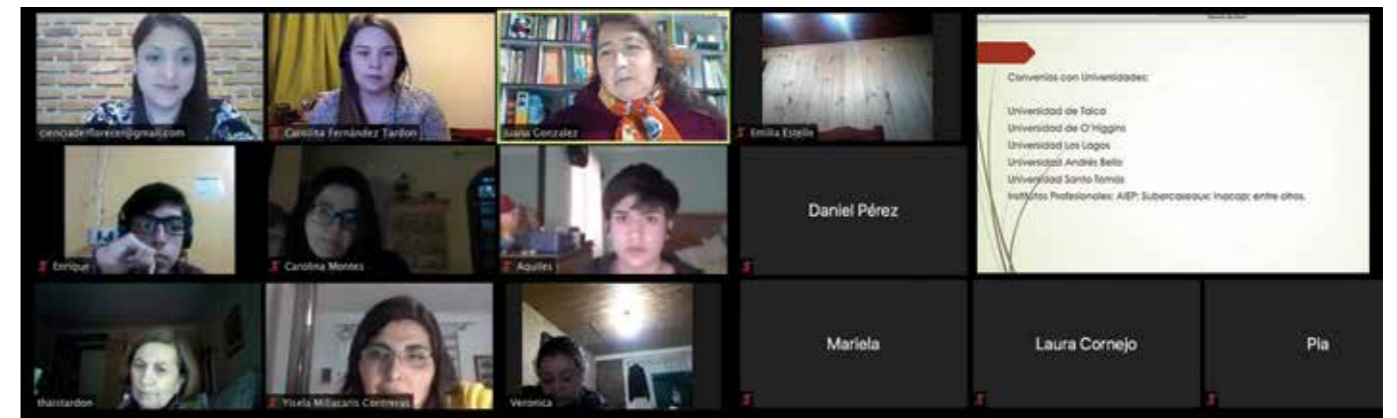 cienciadeflorecer@gmail.com
Carolina Fernández Tardon
Juana Gonzalez
Emilia Estelle
Convenios con Universidades:
Universidad de Talca
Universidad de O'Higgins
Universidad Los Lagos
Universidad Andrés Bello
Universidad Santo Tomás
Institutos Profesionales: AIEP; Subercaseaux; Inacap; entre otros.
Enrique
Carolina Montes
Aquiles
Daniel Pérez
thaistardon
Yisela Millacaris Contreras
Veronica
Mariela
Laura Cornejo
Pia